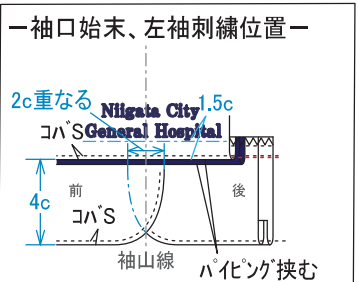 ー袖口始末、左袖刺繍位置ー
2c重なる
Niigata City
General Hospital
1.5c
コバS
4c
前
後
コバS
袖山線
パイピング挟む